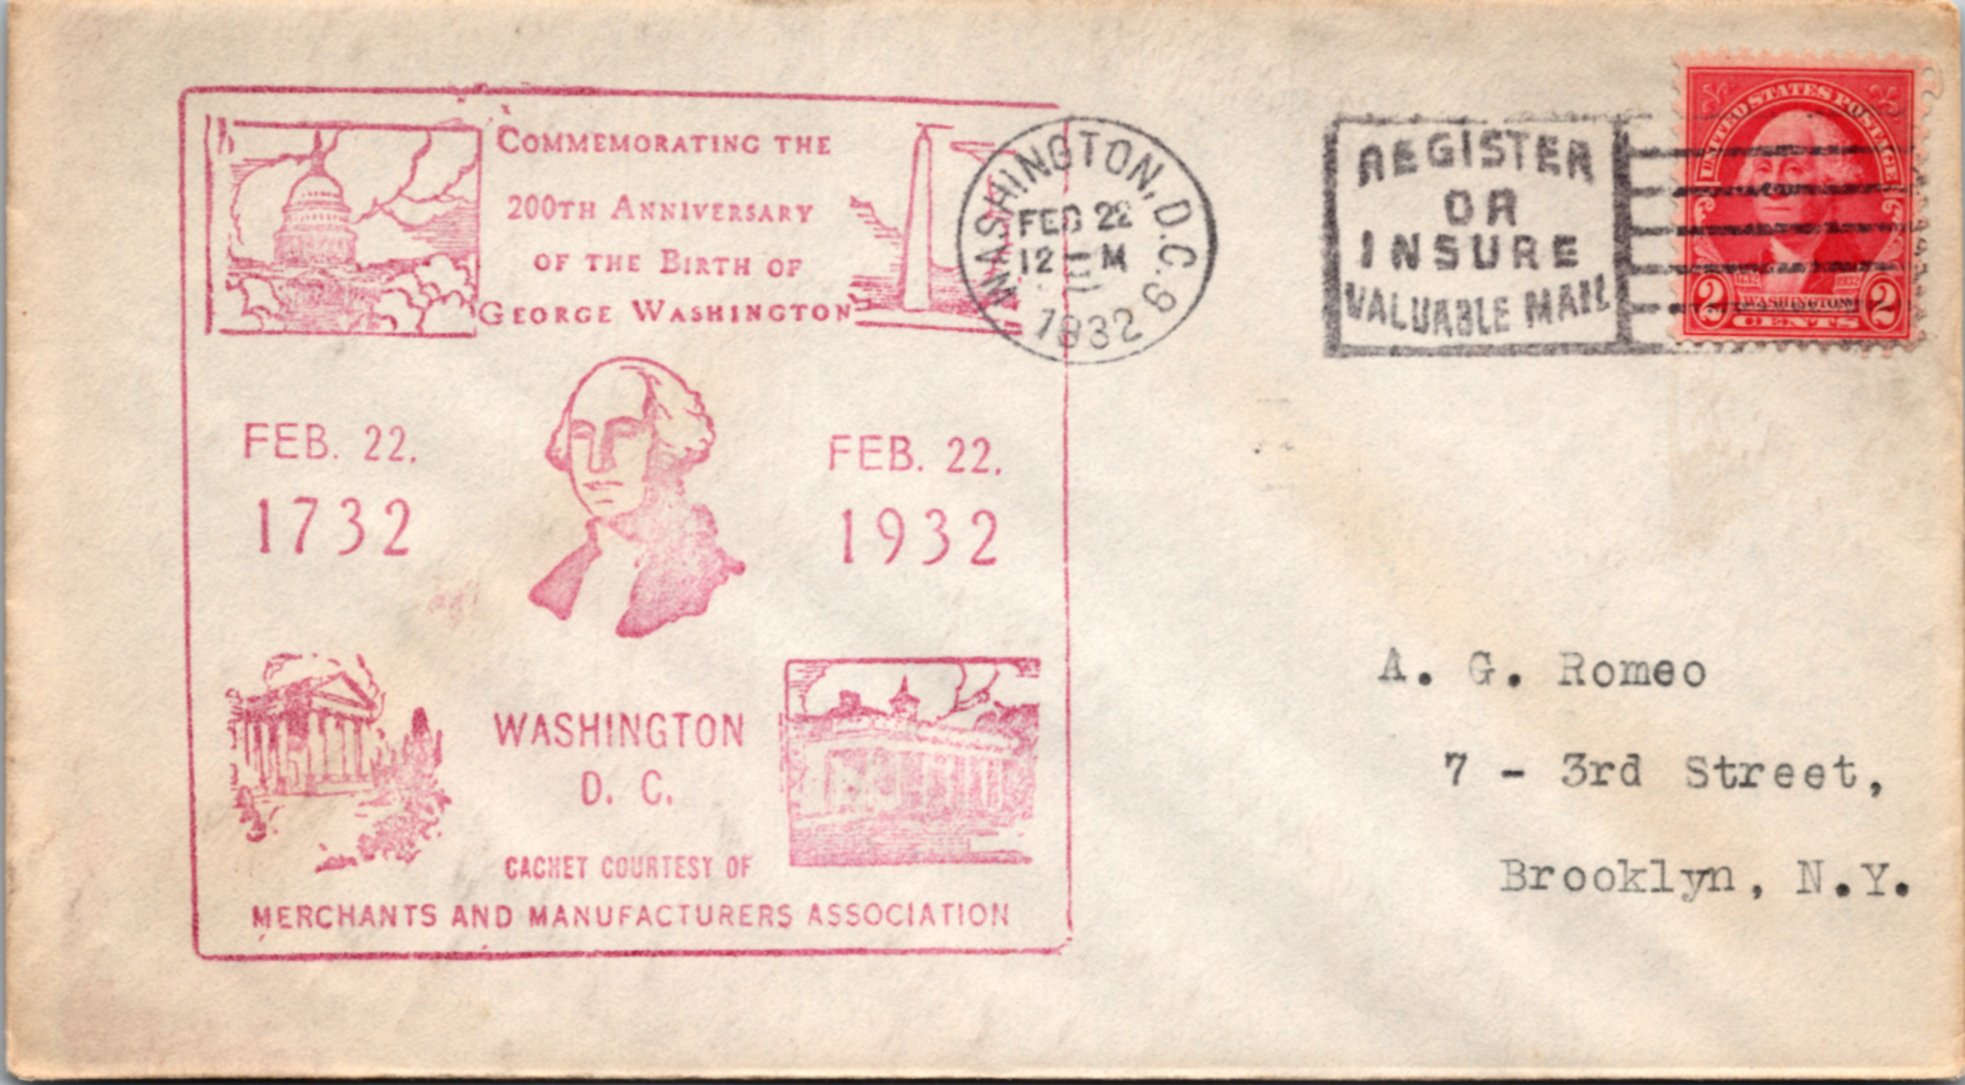 COMMEMORATING THE
200TH ANNIVERSARY
OF THE BIRTH OF
GEORGE WASHINGTON
FEB. 22.
1732
FEB. 22.
1932
WASHINGTON
D. C.
CACHET COURTESY OF
MERCHANTS AND MANUFACTURERS ASSOCIATION
WASHINGTON, D.C. 9
FEB 22
12 M
1932
REGISTER
OR
INSURE
VALUABLE MAIL
UNITED STATES POSTAGE
2 WASHINGTON 2
CENTS
A. G. Romeo
7 - 3rd Street,
Brooklyn, N.Y.